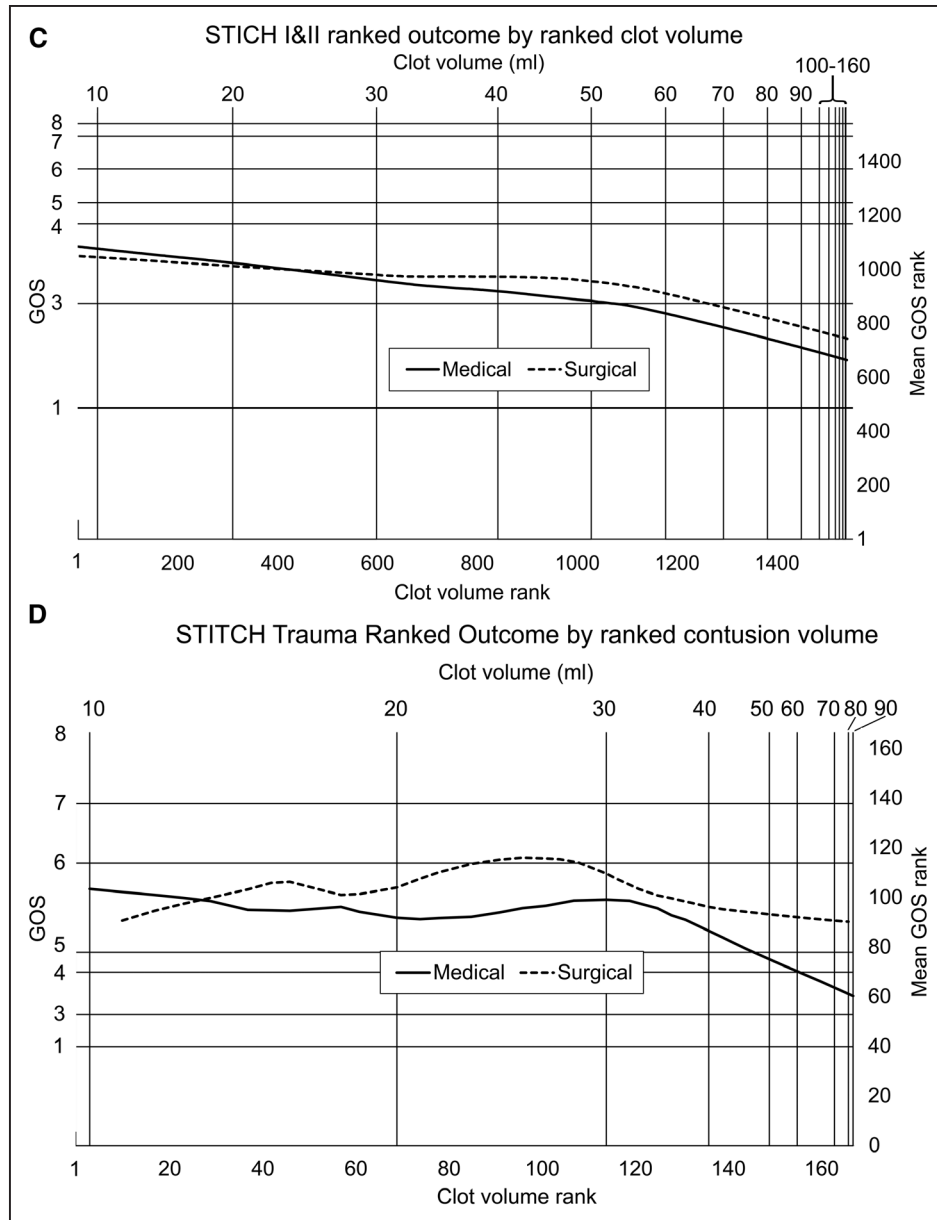 C
STICH I&II ranked outcome by ranked clot volume
Clot volume (ml)
100-160
10 20 30 40 50 60 70 80 90
8
7
6
5
4
3
1
GOS
1400
1200
1000
800
600
400
200
1
Mean GOS rank
Medical Surgical
1 200 400 600 800 1000 1200 1400
Clot volume rank
D
STITCH Trauma Ranked Outcome by ranked contusion volume
Clot volume (ml)
10 20 30 40 50 60 70 80 90
8
7
6
5
4
3
1
GOS
160
140
120
100
80
60
40
20
0
Mean GOS rank
Medical Surgical
1 20 40 60 80 100 120 140 160
Clot volume rank